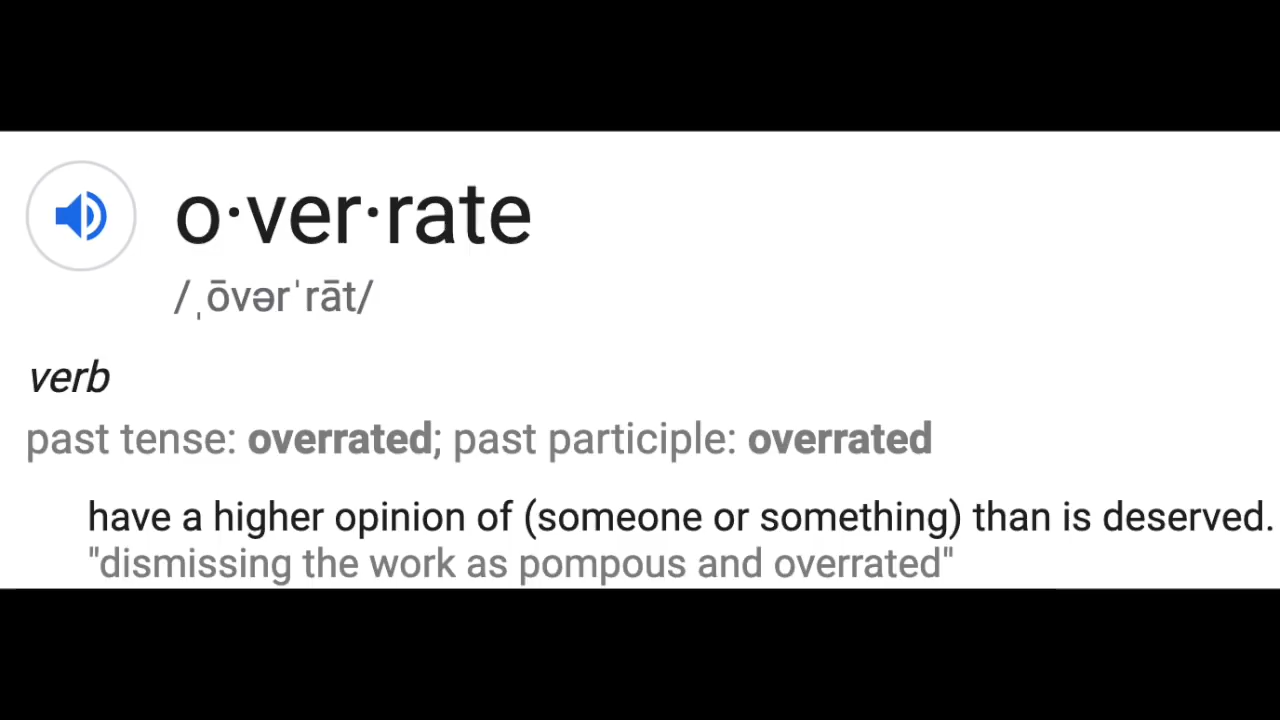 o·ver·rate
/ˌōvərˈrāt/
verb
past tense: overrated; past participle: overrated
have a higher opinion of (someone or something) than is deserved.
"dismissing the work as pompous and overrated"